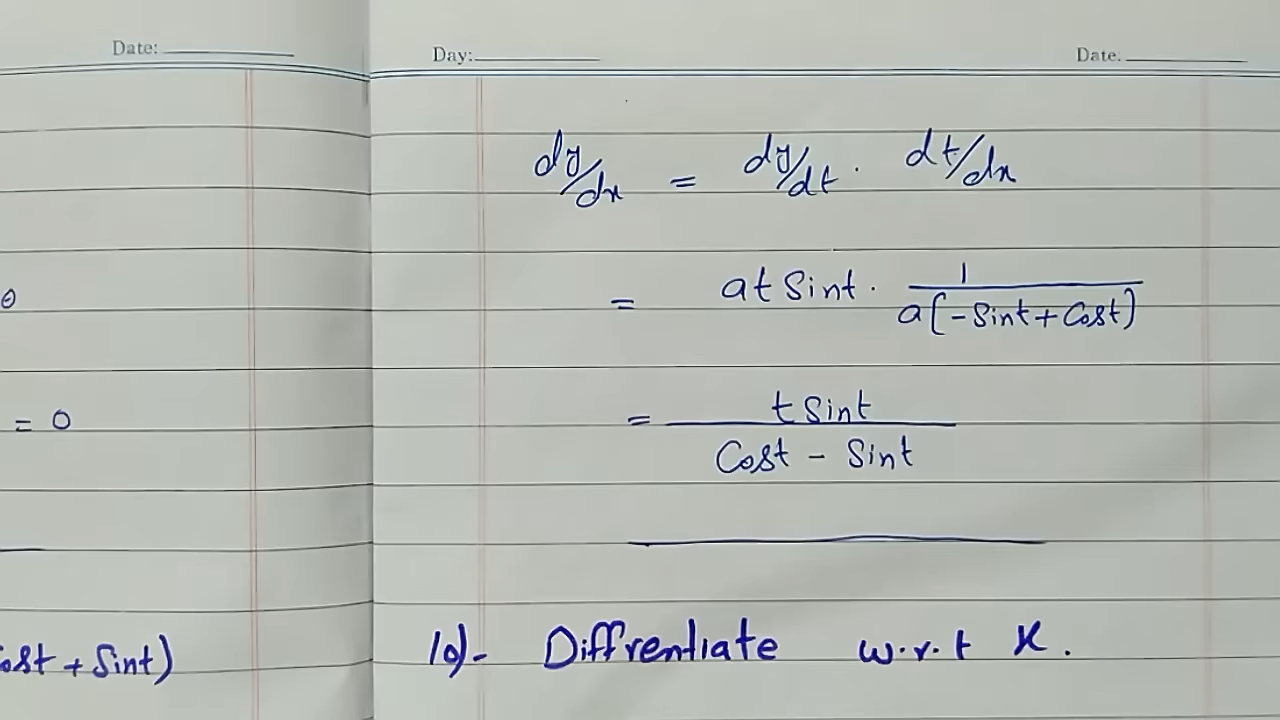 Date:
θ
= 0
ost + Sint)
Day: Date:
dy/dx = dy/dt · dt/dx
= at Sint · 1/a(-Sint + Cost)
= t Sint / Cost - Sint
10)- Diffrentiate w.r.t x.